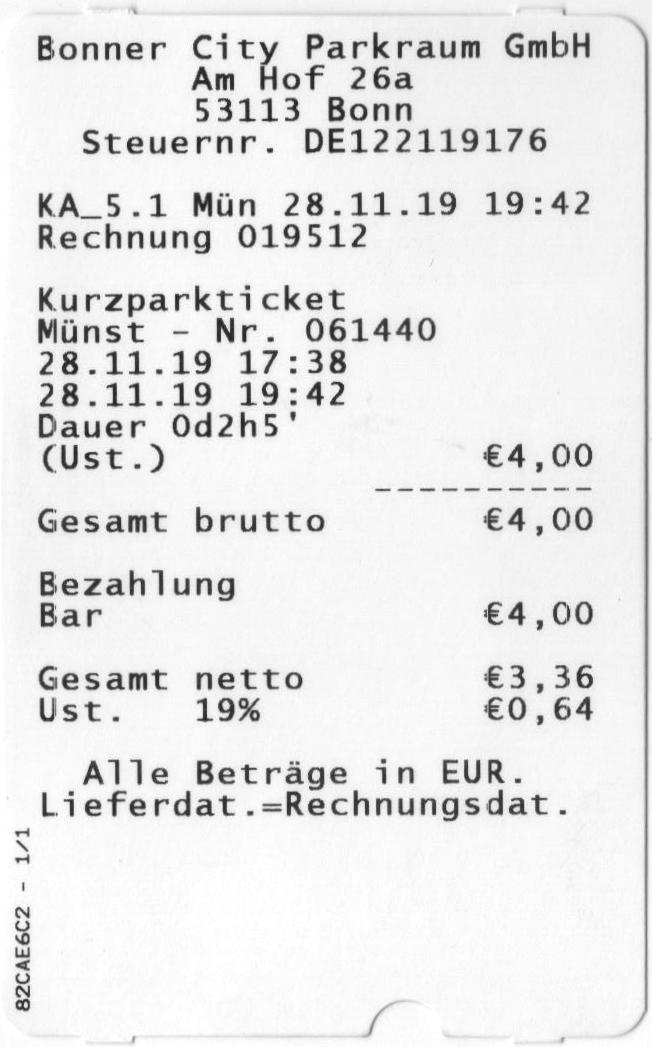 Bonner City Parkraum GmbH
Am Hof 26a
53113 Bonn
Steuernr. DE122119176
KA_5.1 Mün 28.11.19 19:42
Rechnung 019512
Kurzparkticket
Münst - Nr. 061440
28.11.19 17:38
28.11.19 19:42
Dauer 0d2h5'
(Ust.) €4,00
----------
Gesamt brutto €4,00
Bezahlung
Bar €4,00
Gesamt netto €3,36
Ust. 19% €0,64
Alle Beträge in EUR.
Lieferdat.=Rechnungsdat.
82CAE6C2 - 1/1